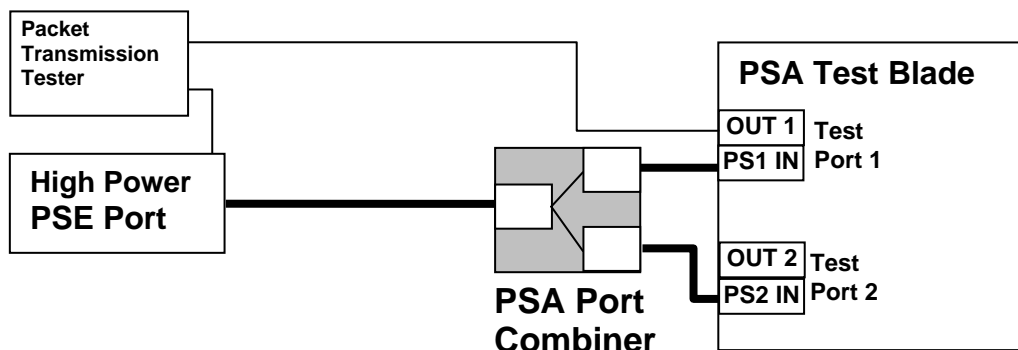 Packet
Transmission
Tester
High Power
PSE Port
PSA Port
Combiner
PSA Test Blade
OUT 1
PS1 IN
Test
Port 1
OUT 2
PS2 IN
Test
Port 2